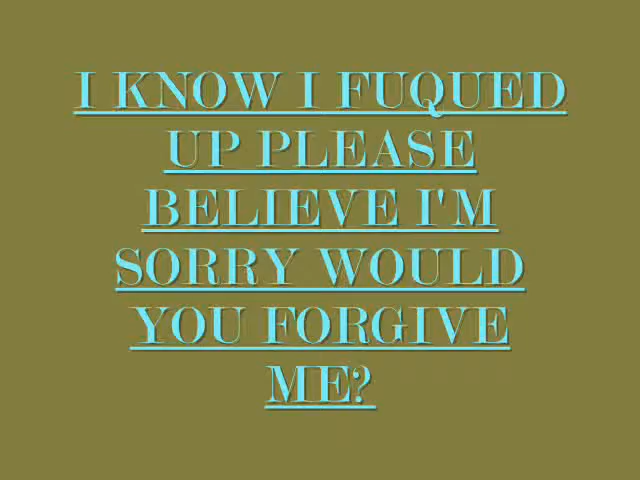 I KNOW I FUQUED
UP PLEASE
BELIEVE I'M
SORRY WOULD
YOU FORGIVE
ME?